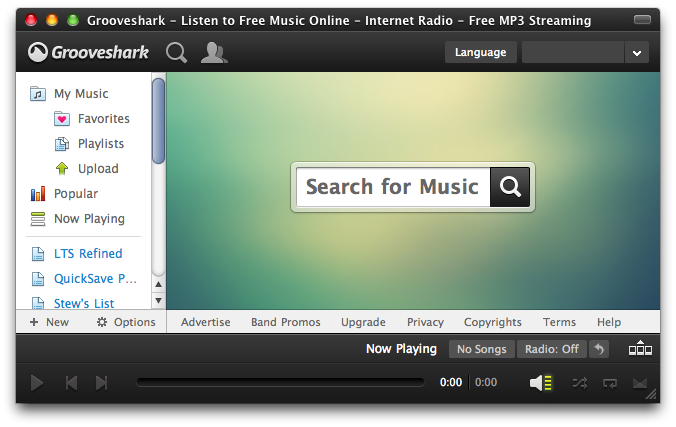 Grooveshark - Listen to Free Music Online - Internet Radio - Free MP3 Streaming
Grooveshark
Language
My Music
Favorites
Playlists
Upload
Popular
Now Playing
LTS Refined
QuickSave P...
Stew's List
Search for Music
+ New
Options
Advertise Band Promos Upgrade Privacy Copyrights Terms Help
Now Playing No Songs Radio: Off
0:00 0:00